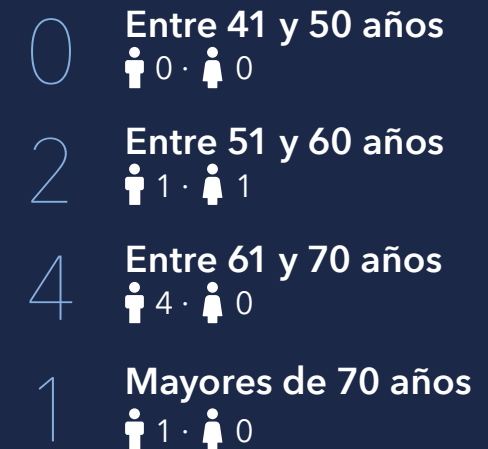 0
Entre 41 y 50 años
0 · 0
2
Entre 51 y 60 años
1 · 1
4
Entre 61 y 70 años
4 · 0
1
Mayores de 70 años
1 · 0